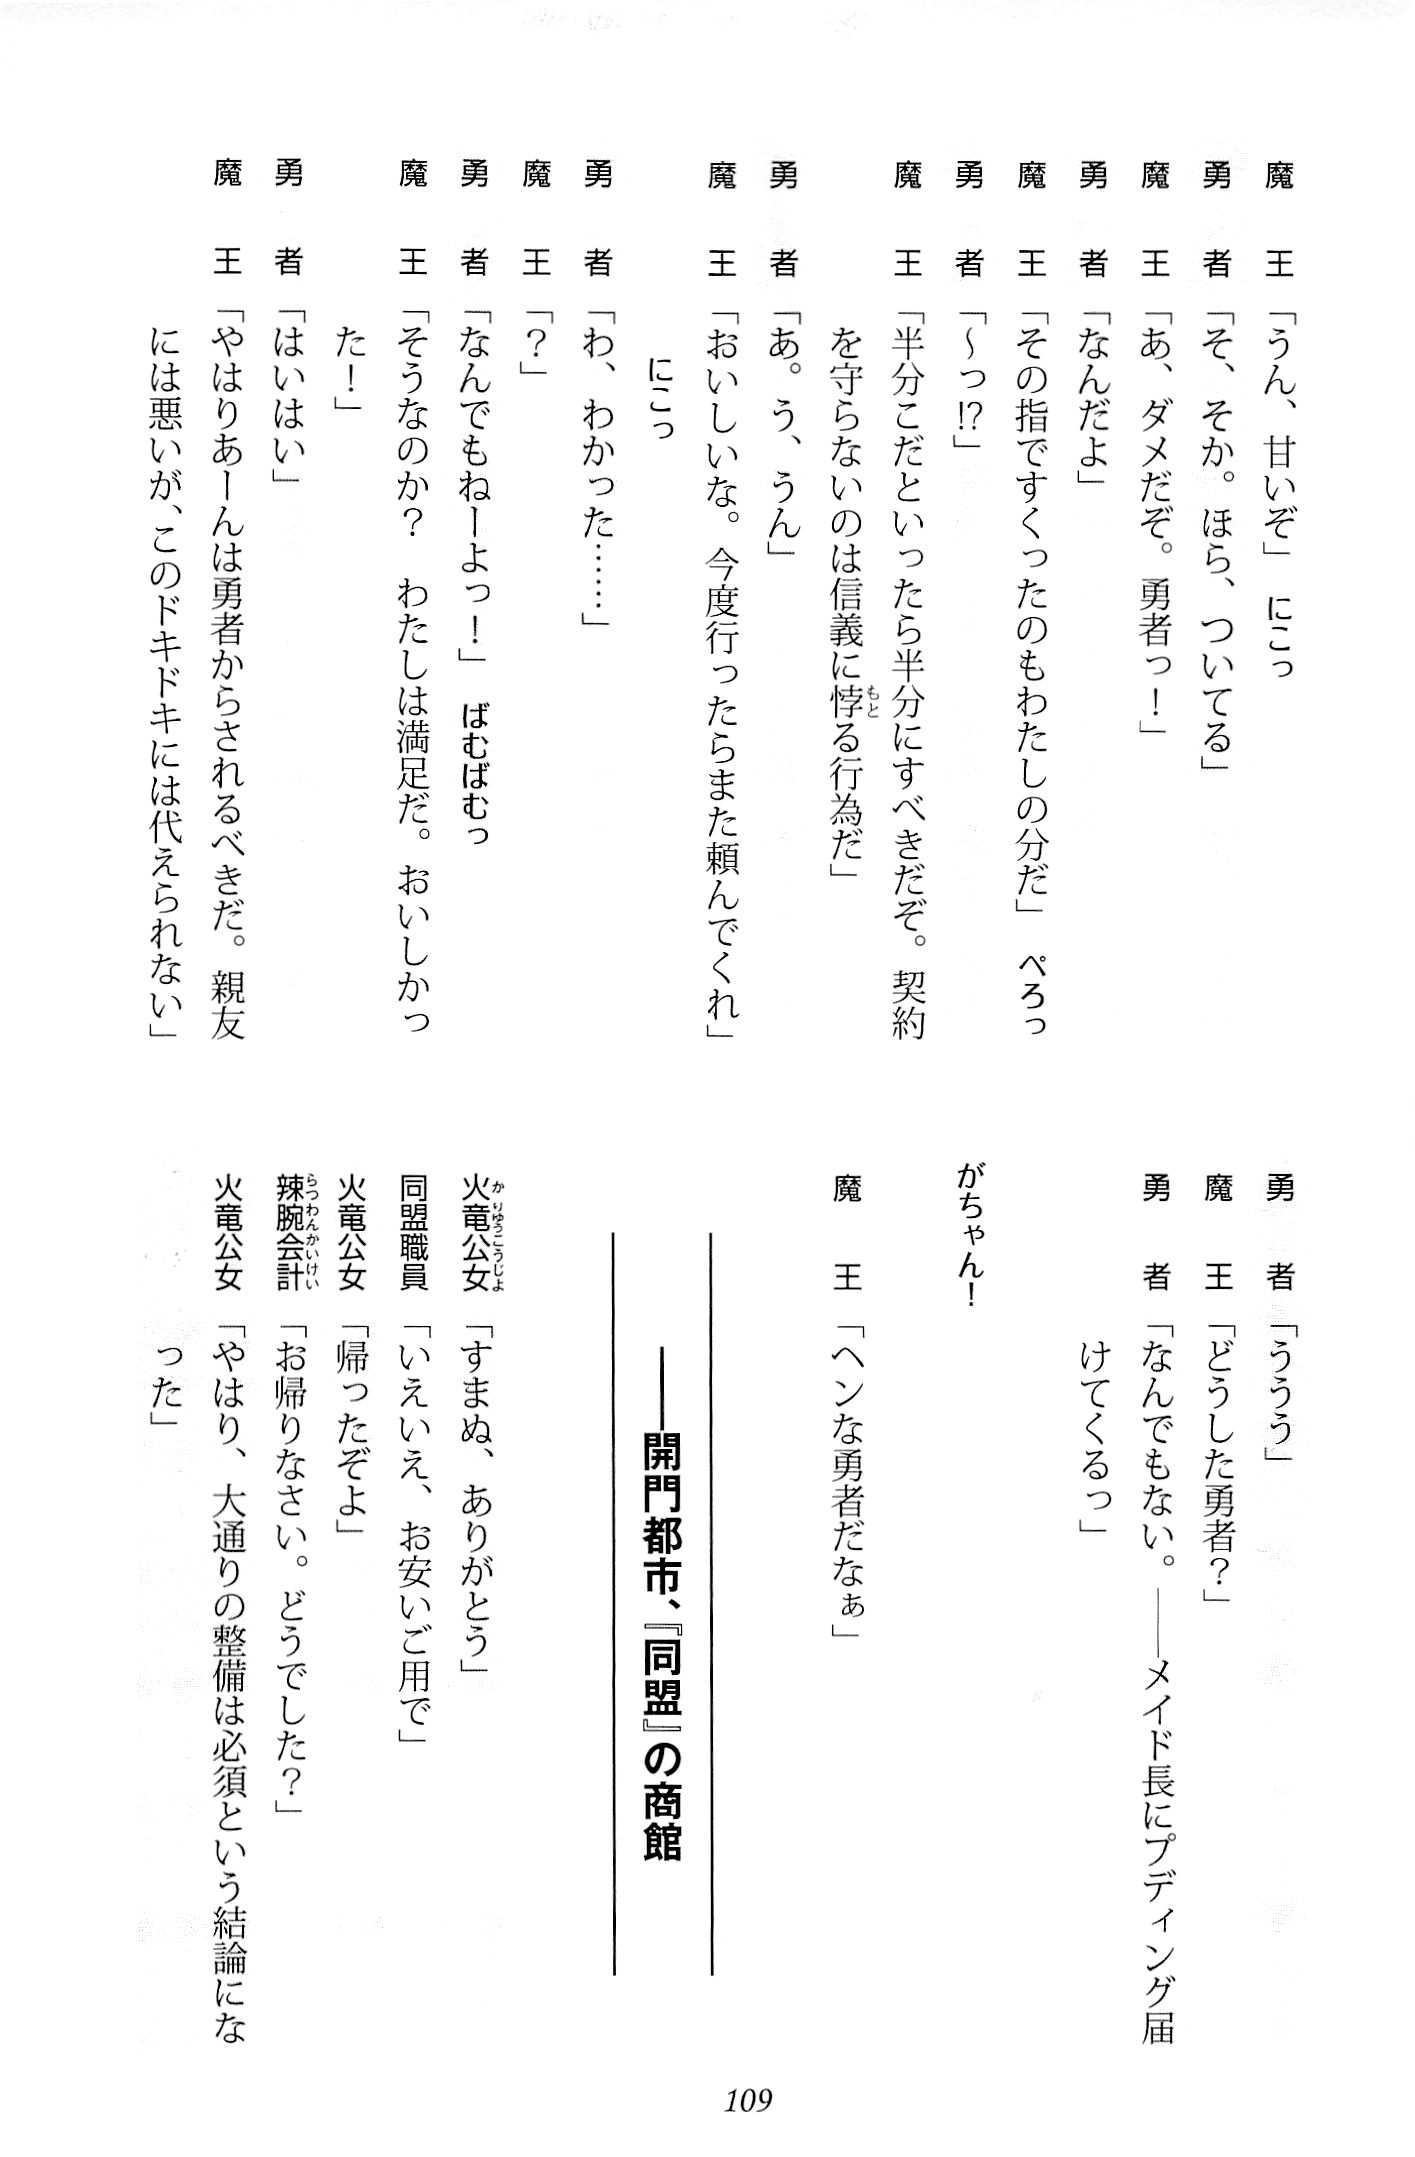 魔王「うん、甘いぞ」　にこっ
勇者「そ、そか。ほら、ついてる」
魔王「あ、ダメだぞ。勇者っ！」
勇者「なんだよ」
魔王「その指ですくったのもわたしの分だ」　ぺろっ
勇者「～っ!?」
魔王「半分こだといったら半分にすべきだぞ。契約
を守らないのは信義に悖る行為だ」
勇者「あ。う、うん」
魔王「おいしいな。今度行ったらまた頼んでくれ」
にこっ
勇者「わ、わかった……」
魔王「？」
勇者「なんでもねーよっ！」　ばむばむっ
魔王「そうなのか？　わたしは満足だ。おいしかっ
た！」
勇者「はいはい」
魔王「やはりあーんは勇者からされるべきだ。親友
には悪いが、このドキドキには代えられない」
勇者「ううう」
魔王「どうした勇者？」
勇者「なんでもない。――メイド長にプディング届
けてくるっ」
がちゃん！
魔王「ヘンな勇者だなぁ」
――開門都市、『同盟』の商館
火竜公女「すまぬ、ありがとう」
同盟職員「いえいえ、お安いご用で」
火竜公女「帰ったぞよ」
辣腕会計「お帰りなさい。どうでした？」
火竜公女「やはり、大通りの整備は必須という結論にな
った」
109